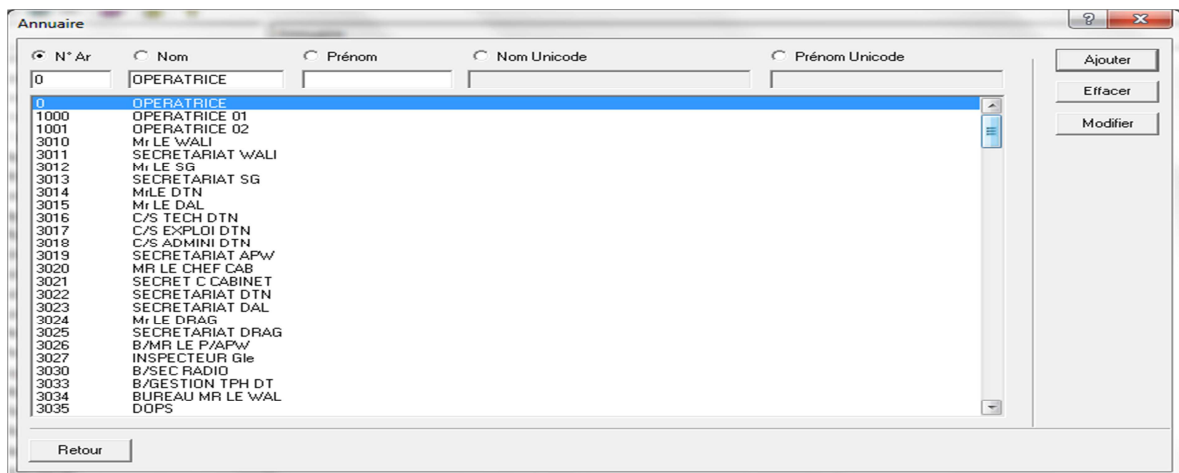 Annuaire
N° Ar Nom Prénom Nom Unicode Prénom Unicode Ajouter
0 OPERATRICE
Effacer
0 OPERATRICE
1000 OPERATRICE 01
1001 OPERATRICE 02
Modifier
3010 Mr LE WALI
3011 SECRETARIAT WALI
3012 Mr LE SG
3013 SECRETARIAT SG
3014 MrLE DTN
3015 Mr LE DAL
3016 C/S TECH DTN
3017 C/S EXPLOI DTN
3018 C/S ADMINI DTN
3019 SECRETARIAT APW
3020 MR LE CHEF CAB
3021 SECRET C CABINET
3022 SECRETARIAT DTN
3023 SECRETARIAT DAL
3024 Mr LE DRAG
3025 SECRETARIAT DRAG
3026 B/MR LE P/APW
3027 INSPECTEUR Gle
3030 B/SEC RADIO
3033 B/GESTION TPH DT
3034 BUREAU MR LE WAL
3035 DOPS
Retour